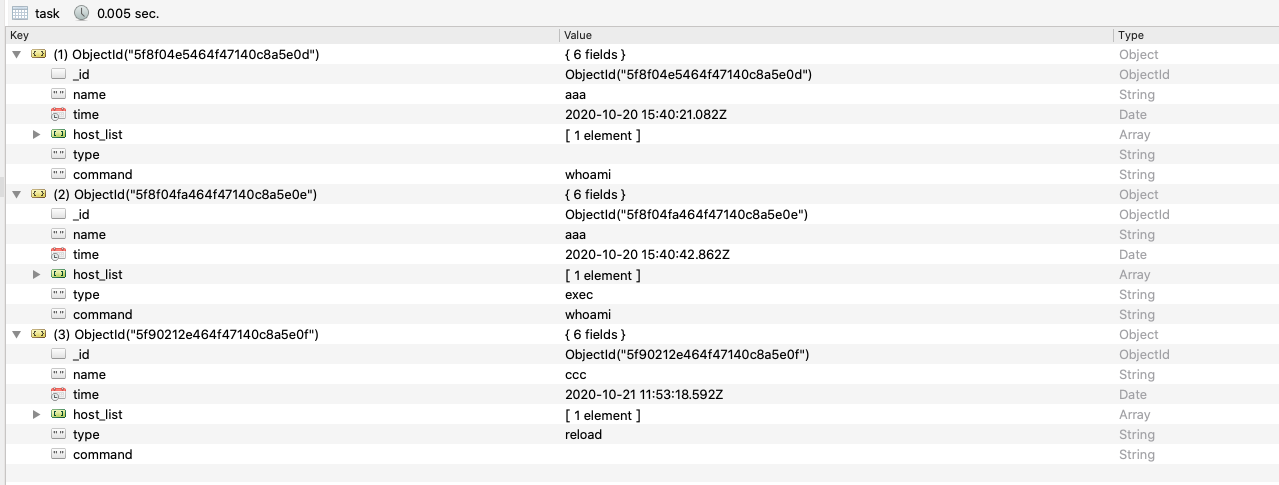 task 0.005 sec.
Key Value Type
(1) ObjectId("5f8f04e5464f47140c8a5e0d") { 6 fields } Object
_id ObjectId("5f8f04e5464f47140c8a5e0d") ObjectId
name aaa String
time 2020-10-20 15:40:21.082Z Date
host_list [ 1 element ] Array
type String
command whoami String
(2) ObjectId("5f8f04fa464f47140c8a5e0e") { 6 fields } Object
_id ObjectId("5f8f04fa464f47140c8a5e0e") ObjectId
name aaa String
time 2020-10-20 15:40:42.862Z Date
host_list [ 1 element ] Array
type exec String
command whoami String
(3) ObjectId("5f90212e464f47140c8a5e0f") { 6 fields } Object
_id ObjectId("5f90212e464f47140c8a5e0f") ObjectId
name ccc String
time 2020-10-21 11:53:18.592Z Date
host_list [ 1 element ] Array
type reload String
command String